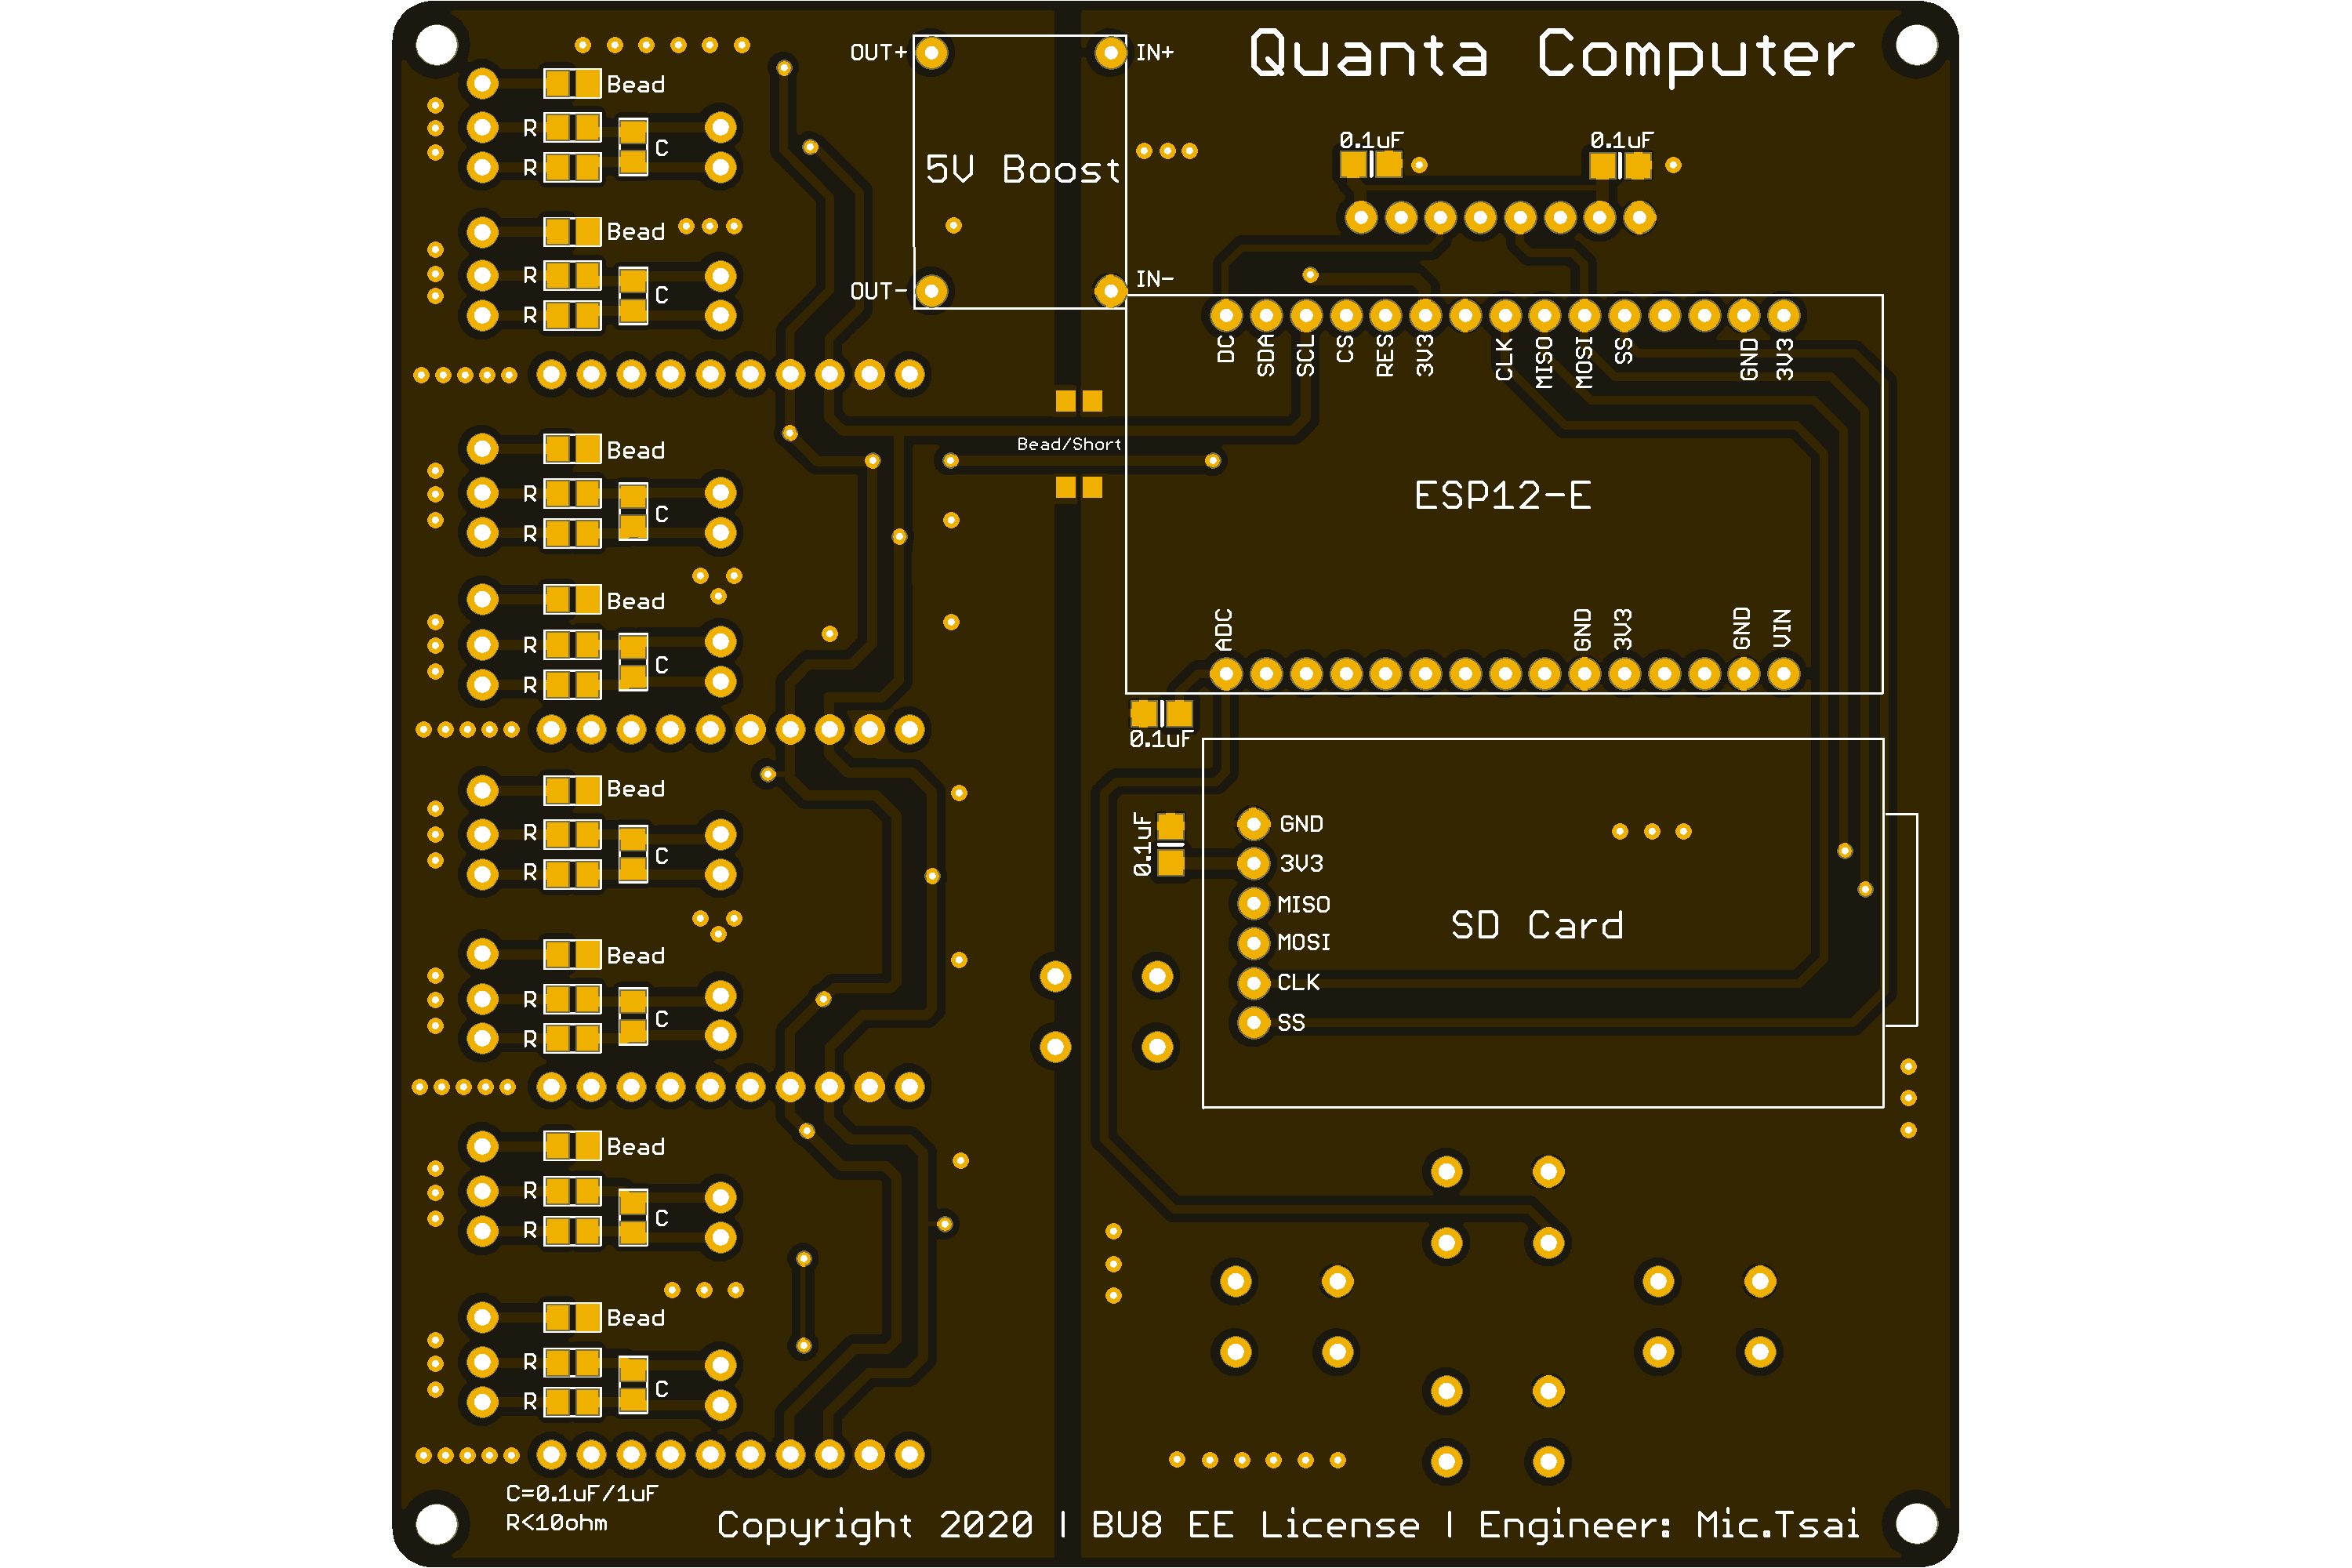 Quanta Computer
OUT+
IN+
5V Boost
OUT-
IN-
0.1uF
0.1uF
Bead
R
R
C
Bead
R
R
C
DC
SDA
SCL
CS
RES
3V3
CLK
MISO
MOSI
SS
GND
3V3
Bead/Short
ESP12-E
Bead
R
R
C
Bead
R
R
C
ADC
GND
3V3
GND
VIN
0.1uF
0.1uF
GND
3V3
MISO
MOSI
CLK
SS
SD Card
Bead
R
R
C
Bead
R
R
C
Bead
R
R
C
Bead
R
R
C
C=0.1uF/1uF
R<10ohm
Copyright 2020 | BU8 EE License | Engineer: Mic.Tsai